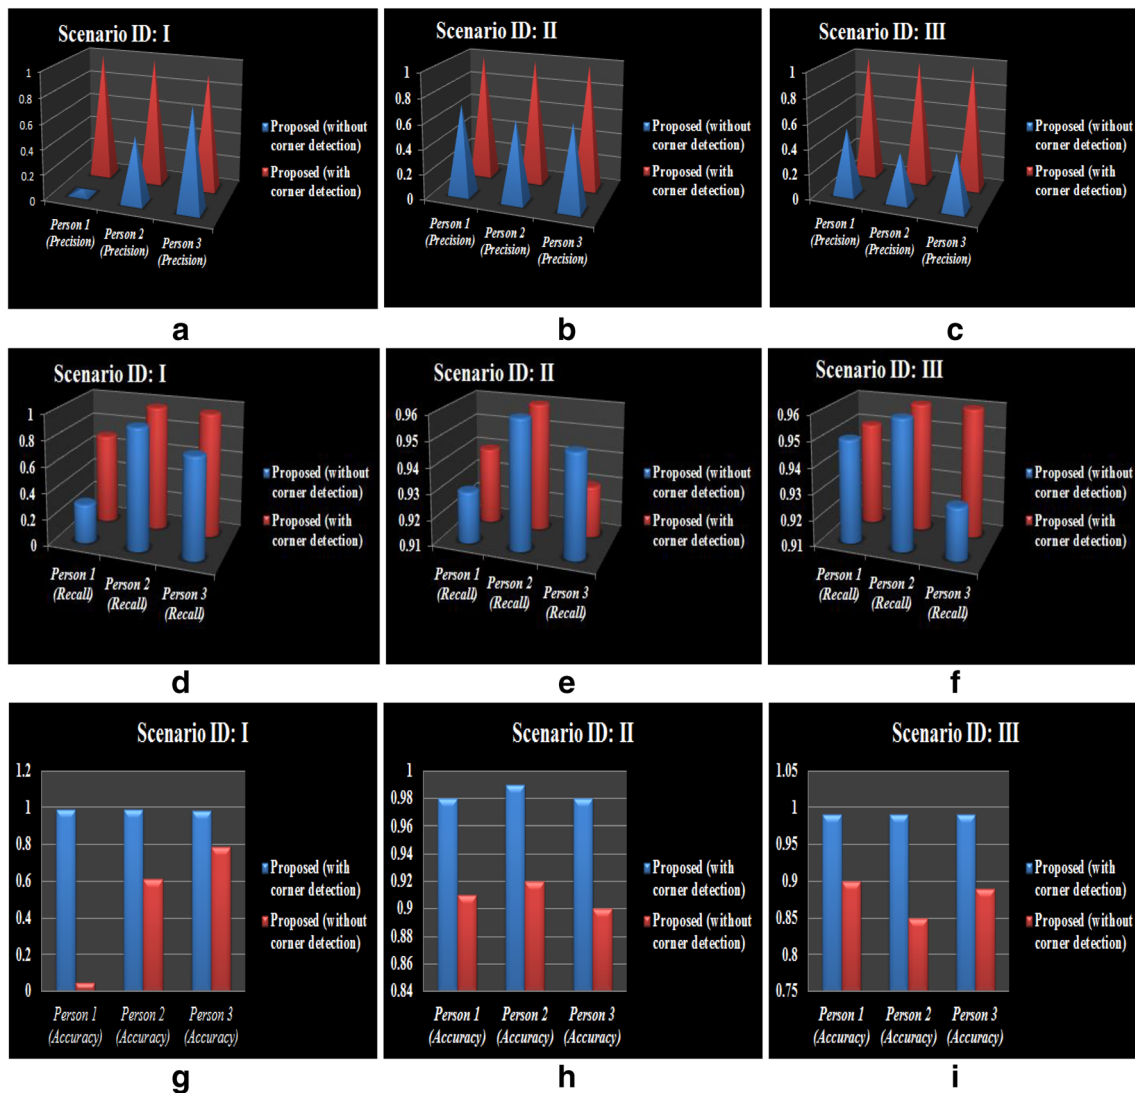 Scenario ID: I
1
0.8
0.6
0.4
0.2
0
Person 1
(Precision)
Person 2
(Precision)
Person 3
(Precision)
Proposed (without
corner detection)
Proposed (with
corner detection)
a
Scenario ID: II
1
0.8
0.6
0.4
0.2
0
Person 1
(Precision)
Person 2
(Precision)
Person 3
(Precision)
Proposed (without
corner detection)
Proposed (with
corner detection)
b
Scenario ID: III
1
0.8
0.6
0.4
0.2
0
Person 1
(Precision)
Person 2
(Precision)
Person 3
(Precision)
Proposed (without
corner detection)
Proposed (with
corner detection)
c
Scenario ID: I
1
0.8
0.6
0.4
0.2
0
Person 1
(Recall)
Person 2
(Recall)
Person 3
(Recall)
Proposed (without
corner detection)
Proposed (with
corner detection)
d
Scenario ID: II
0.96
0.95
0.94
0.93
0.92
0.91
Person 1
(Recall)
Person 2
(Recall)
Person 3
(Recall)
Proposed (without
corner detection)
Proposed (with
corner detection)
e
Scenario ID: III
0.96
0.95
0.94
0.93
0.92
0.91
Person 1
(Recall)
Person 2
(Recall)
Person 3
(Recall)
Proposed (without
corner detection)
Proposed (with
corner detection)
f
Scenario ID: I
1.2
1
0.8
0.6
0.4
0.2
0
Person 1 Person 2 Person 3
(Accuracy) (Accuracy) (Accuracy)
Proposed (with
corner detection)
Proposed (without
corner detection)
g
Scenario ID: II
1
0.98
0.96
0.94
0.92
0.9
0.88
0.86
0.84
Person 1 Person 2 Person 3
(Accuracy) (Accuracy) (Accuracy)
Proposed (with
corner detection)
Proposed (without
corner detection)
h
Scenario ID: III
1.05
1
0.95
0.9
0.85
0.8
0.75
Person 1 Person 2 Person 3
(Accuracy) (Accuracy) (Accuracy)
Proposed (with
corner detection)
Proposed (without
corner detection)
i